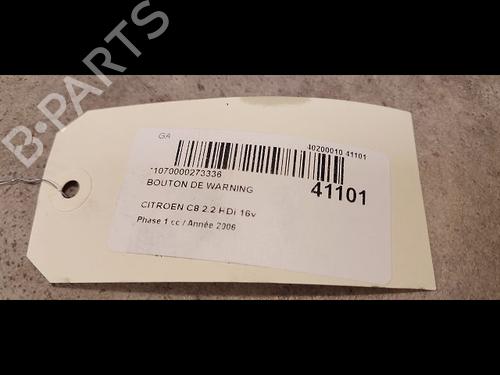 GA
40200010 41101
*1070000273336
BOUTON DE WARNING
41101
CITROEN C8 2.2 HDi 16v
Phase 1 cc / Année 2006
B-PARTS